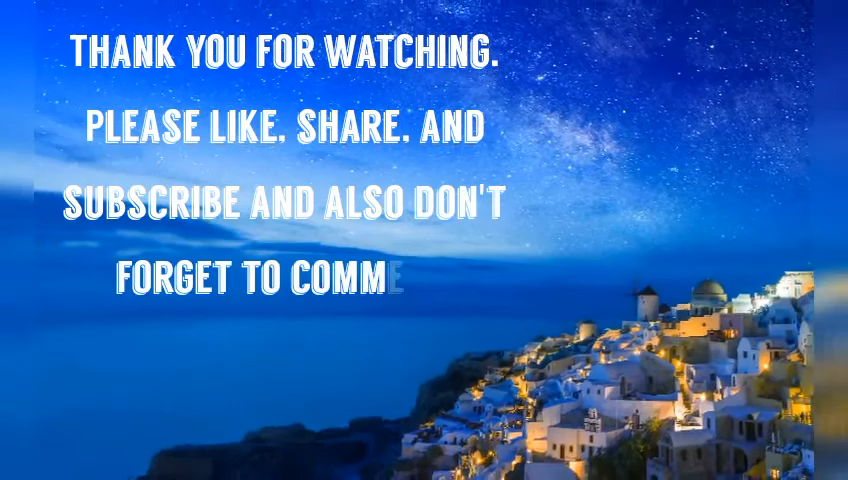 THANK YOU FOR WATCHING.
PLEASE LIKE, SHARE, AND
SUBSCRIBE AND ALSO DON'T
FORGET TO COMME